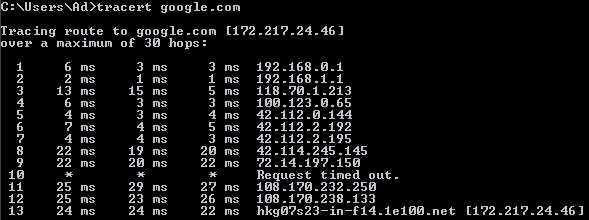 C:\Users\Ad>tracert google.com
Tracing route to google.com [172.217.24.46]
over a maximum of 30 hops:
1 6 ms 3 ms 3 ms 192.168.0.1
2 2 ms 1 ms 1 ms 192.168.1.1
3 13 ms 15 ms 5 ms 118.70.1.213
4 6 ms 3 ms 3 ms 100.123.0.65
5 4 ms 3 ms 4 ms 42.112.0.144
6 7 ms 4 ms 5 ms 42.112.2.192
7 4 ms 4 ms 3 ms 42.112.2.195
8 22 ms 19 ms 20 ms 42.114.245.145
9 22 ms 20 ms 22 ms 72.14.197.150
10 * * * Request timed out.
11 25 ms 29 ms 27 ms 108.170.232.250
12 25 ms 23 ms 26 ms 108.170.238.133
13 24 ms 24 ms 22 ms hkg07s23-in-f14.1e100.net [172.217.24.46]